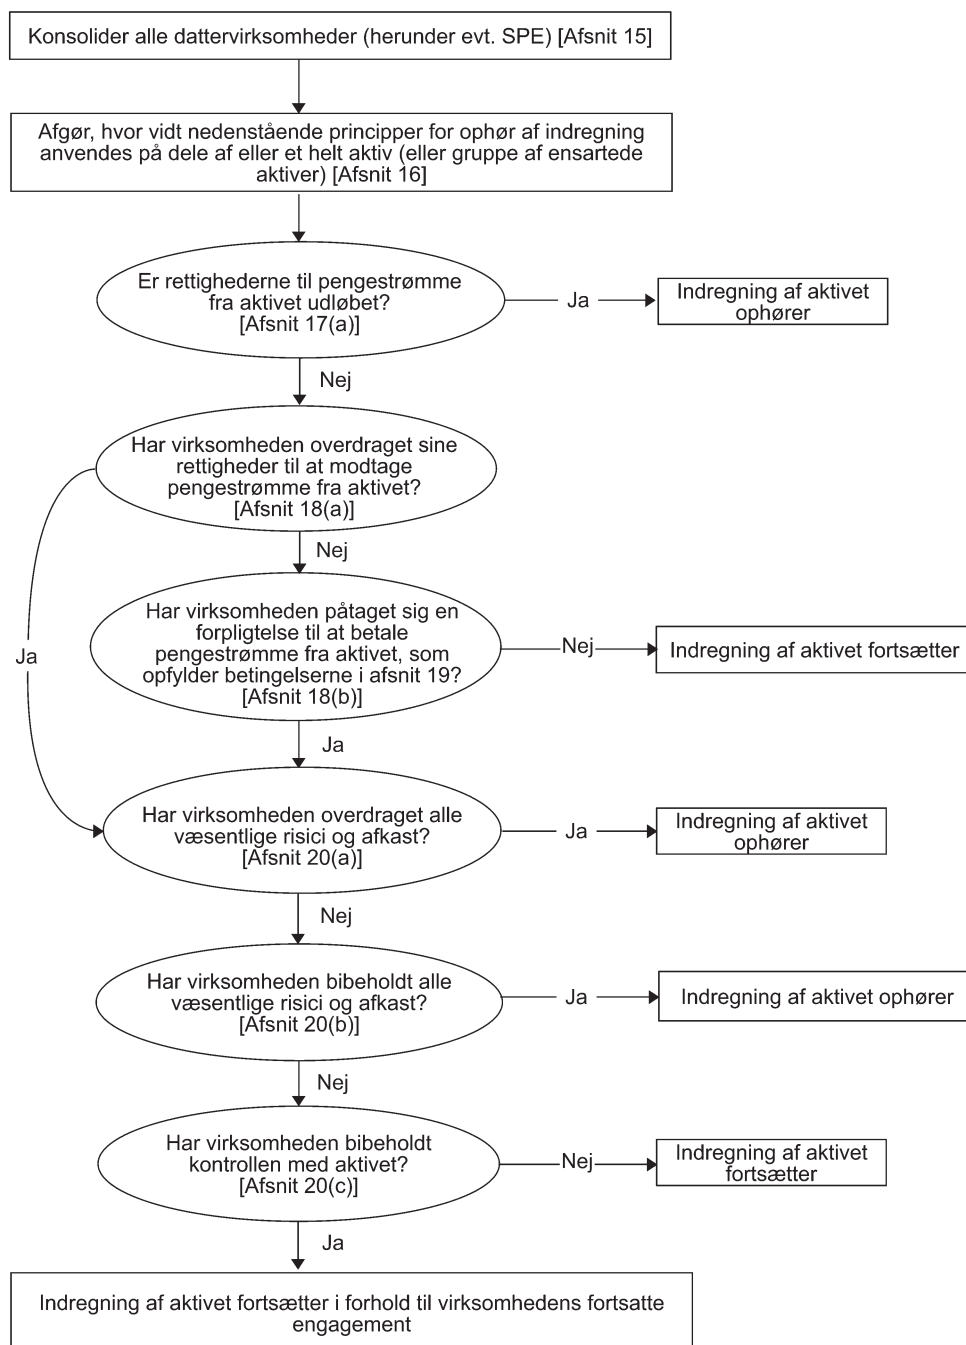 Konsolider alle dattervirksomheder (herunder evt. SPE) [Afsnit 15]
Afgør, hvor vidt nedenstående principper for ophør af indregning
anvendes på dele af eller et helt aktiv (eller gruppe af ensartede
aktiver) [Afsnit 16]
Er rettighederne til pengestrømme
fra aktivet udløbet?
[Afsnit 17(a)]
Ja
Indregning af aktivet
ophører
Nej
Har virksomheden overdraget sine
rettigheder til at modtage
pengestrømme fra aktivet?
[Afsnit 18(a)]
Nej
Ja
Har virksomheden påtaget sig en
forpligtelse til at betale
pengestrømme fra aktivet, som
opfylder betingelserne i afsnit 19?
[Afsnit 18(b)]
Nej
Indregning af aktivet fortsætter
Ja
Har virksomheden overdraget alle
væsentlige risici og afkast?
[Afsnit 20(a)]
Ja
Indregning af aktivet
ophører
Nej
Har virksomheden bibeholdt alle
væsentlige risici og afkast?
[Afsnit 20(b)]
Ja
Indregning af aktivet ophører
Nej
Har virksomheden bibeholdt
kontrollen med aktivet?
[Afsnit 20(c)]
Nej
Indregning af aktivet
fortsætter
Ja
Indregning af aktivet fortsætter i forhold til virksomhedens fortsatte
engagement